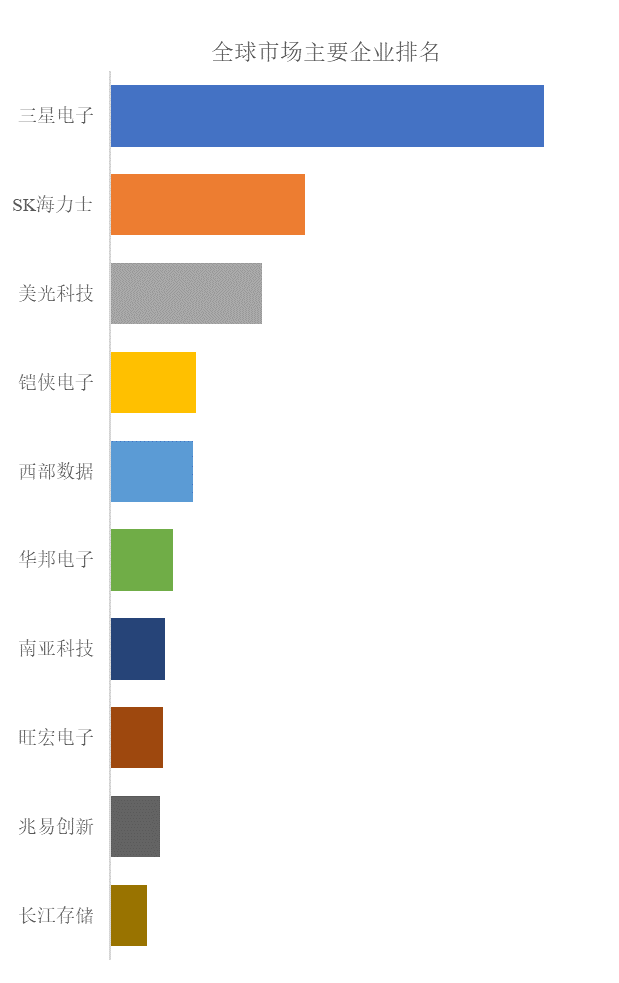 全球市场主要企业排名
三星电子
SK海力士
美光科技
铠侠电子
西部数据
华邦电子
南亚科技
旺宏电子
兆易创新
长江存储